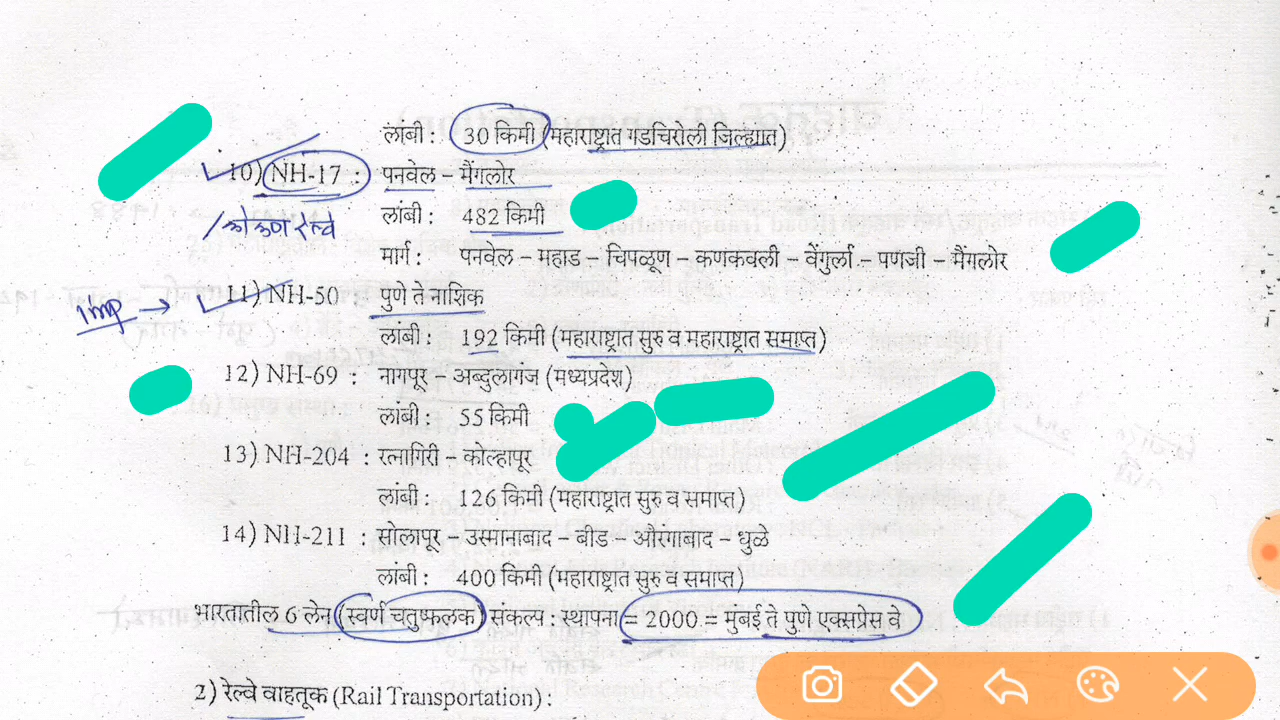 लांबी : 30 किमी (महाराष्ट्रात गडचिरोली जिल्ह्यात)
10) NH-17 : पनवेल – मैंगलोर
/कोकण रेल्वे लांबी : 482 किमी
मार्ग : पनवेल – महाड – चिपळूण – कणकवली – वेंगुर्ला – पणजी – मैंगलोर
Imp → 11) NH-50 पुणे ते नाशिक
लांबी : 192 किमी (महाराष्ट्रात सुरु व महाराष्ट्रात समाप्त)
12) NH-69 : नागपूर – अब्दुलागंज (मध्यप्रदेश)
लांबी : 55 किमी
13) NH-204 : रत्नागिरी – कोल्हापूर
लांबी : 126 किमी (महाराष्ट्रात सुरु व समाप्त)
14) NH-211 : सोलापूर – उस्मानाबाद – बीड – औरंगाबाद – धुळे
लांबी : 400 किमी (महाराष्ट्रात सुरु व समाप्त)
भारतातील 6 लेन (स्वर्ण चतुष्फलक) संकल्प : स्थापना = 2000 = मुंबई ते पुणे एक्सप्रेस वे
2) रेल्वे वाहतूक (Rail Transportation) :